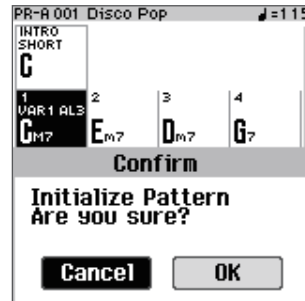 PR-A 001 Disco Pop ♩=115
INTRO
SHORT
C
1 2 3 4
VAR1 AL3
CM7 Em7 Dm7 G7
Confirm
Initialize Pattern
Are you sure?
Cancel OK